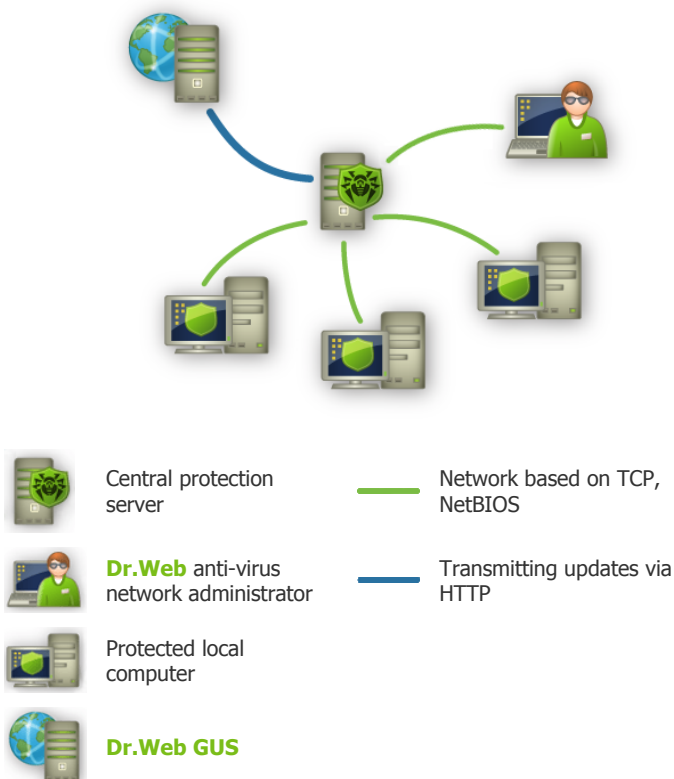 Central protection
server
Network based on TCP,
NetBIOS
Dr.Web anti-virus
network administrator
Transmitting updates via
HTTP
Protected local
computer
Dr.Web GUS